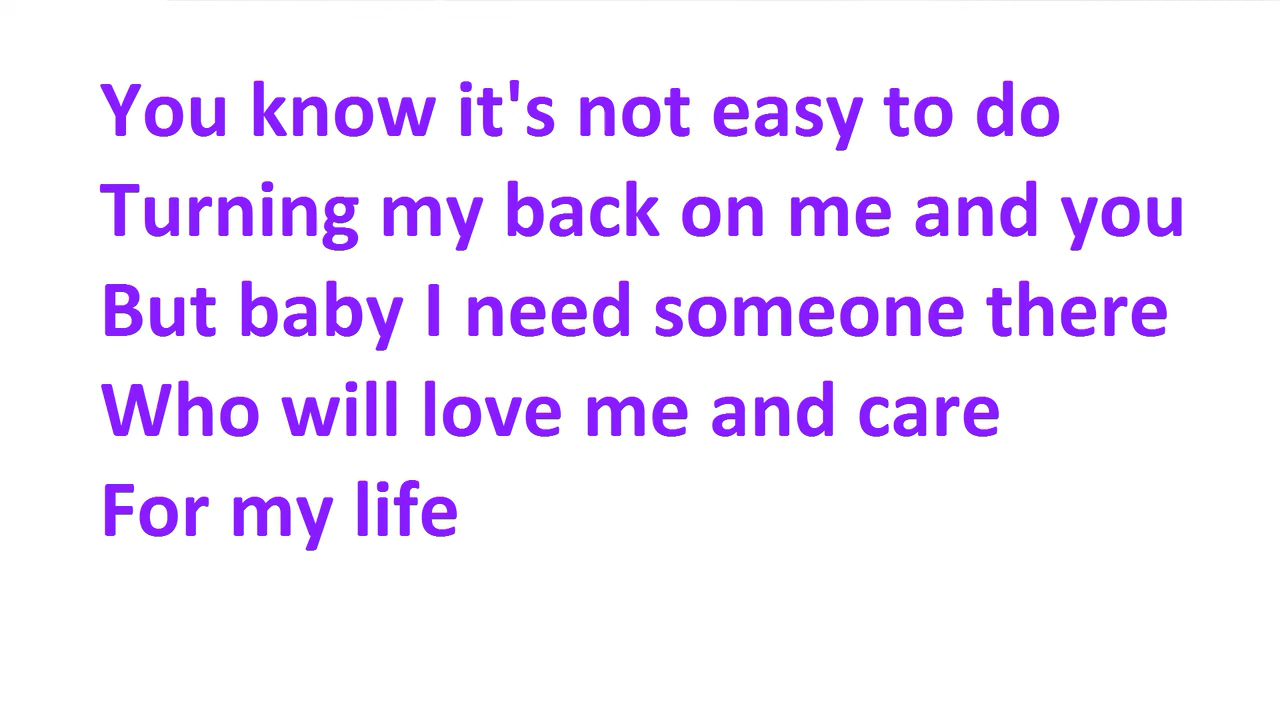 You know it's not easy to do
Turning my back on me and you
But baby I need someone there
Who will love me and care
For my life